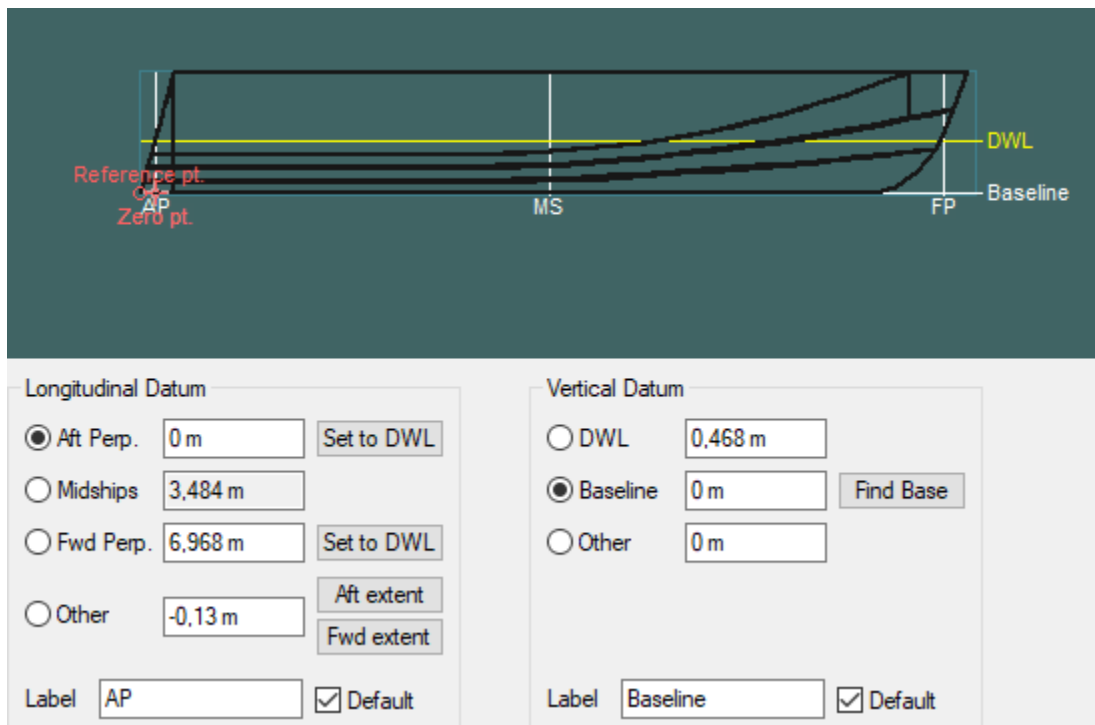 DWL
Reference pt.
Baseline
AP
MS
FP
Zero pt.
Longitudinal Datum
Aft Perp. 0 m Set to DWL
Midships 3,484 m
Fwd Perp. 6,968 m Set to DWL
Aft extent
Other -0,13 m
Fwd extent
Label AP Default
Vertical Datum
DWL 0,468 m
Baseline 0 m Find Base
Other 0 m
Label Baseline Default